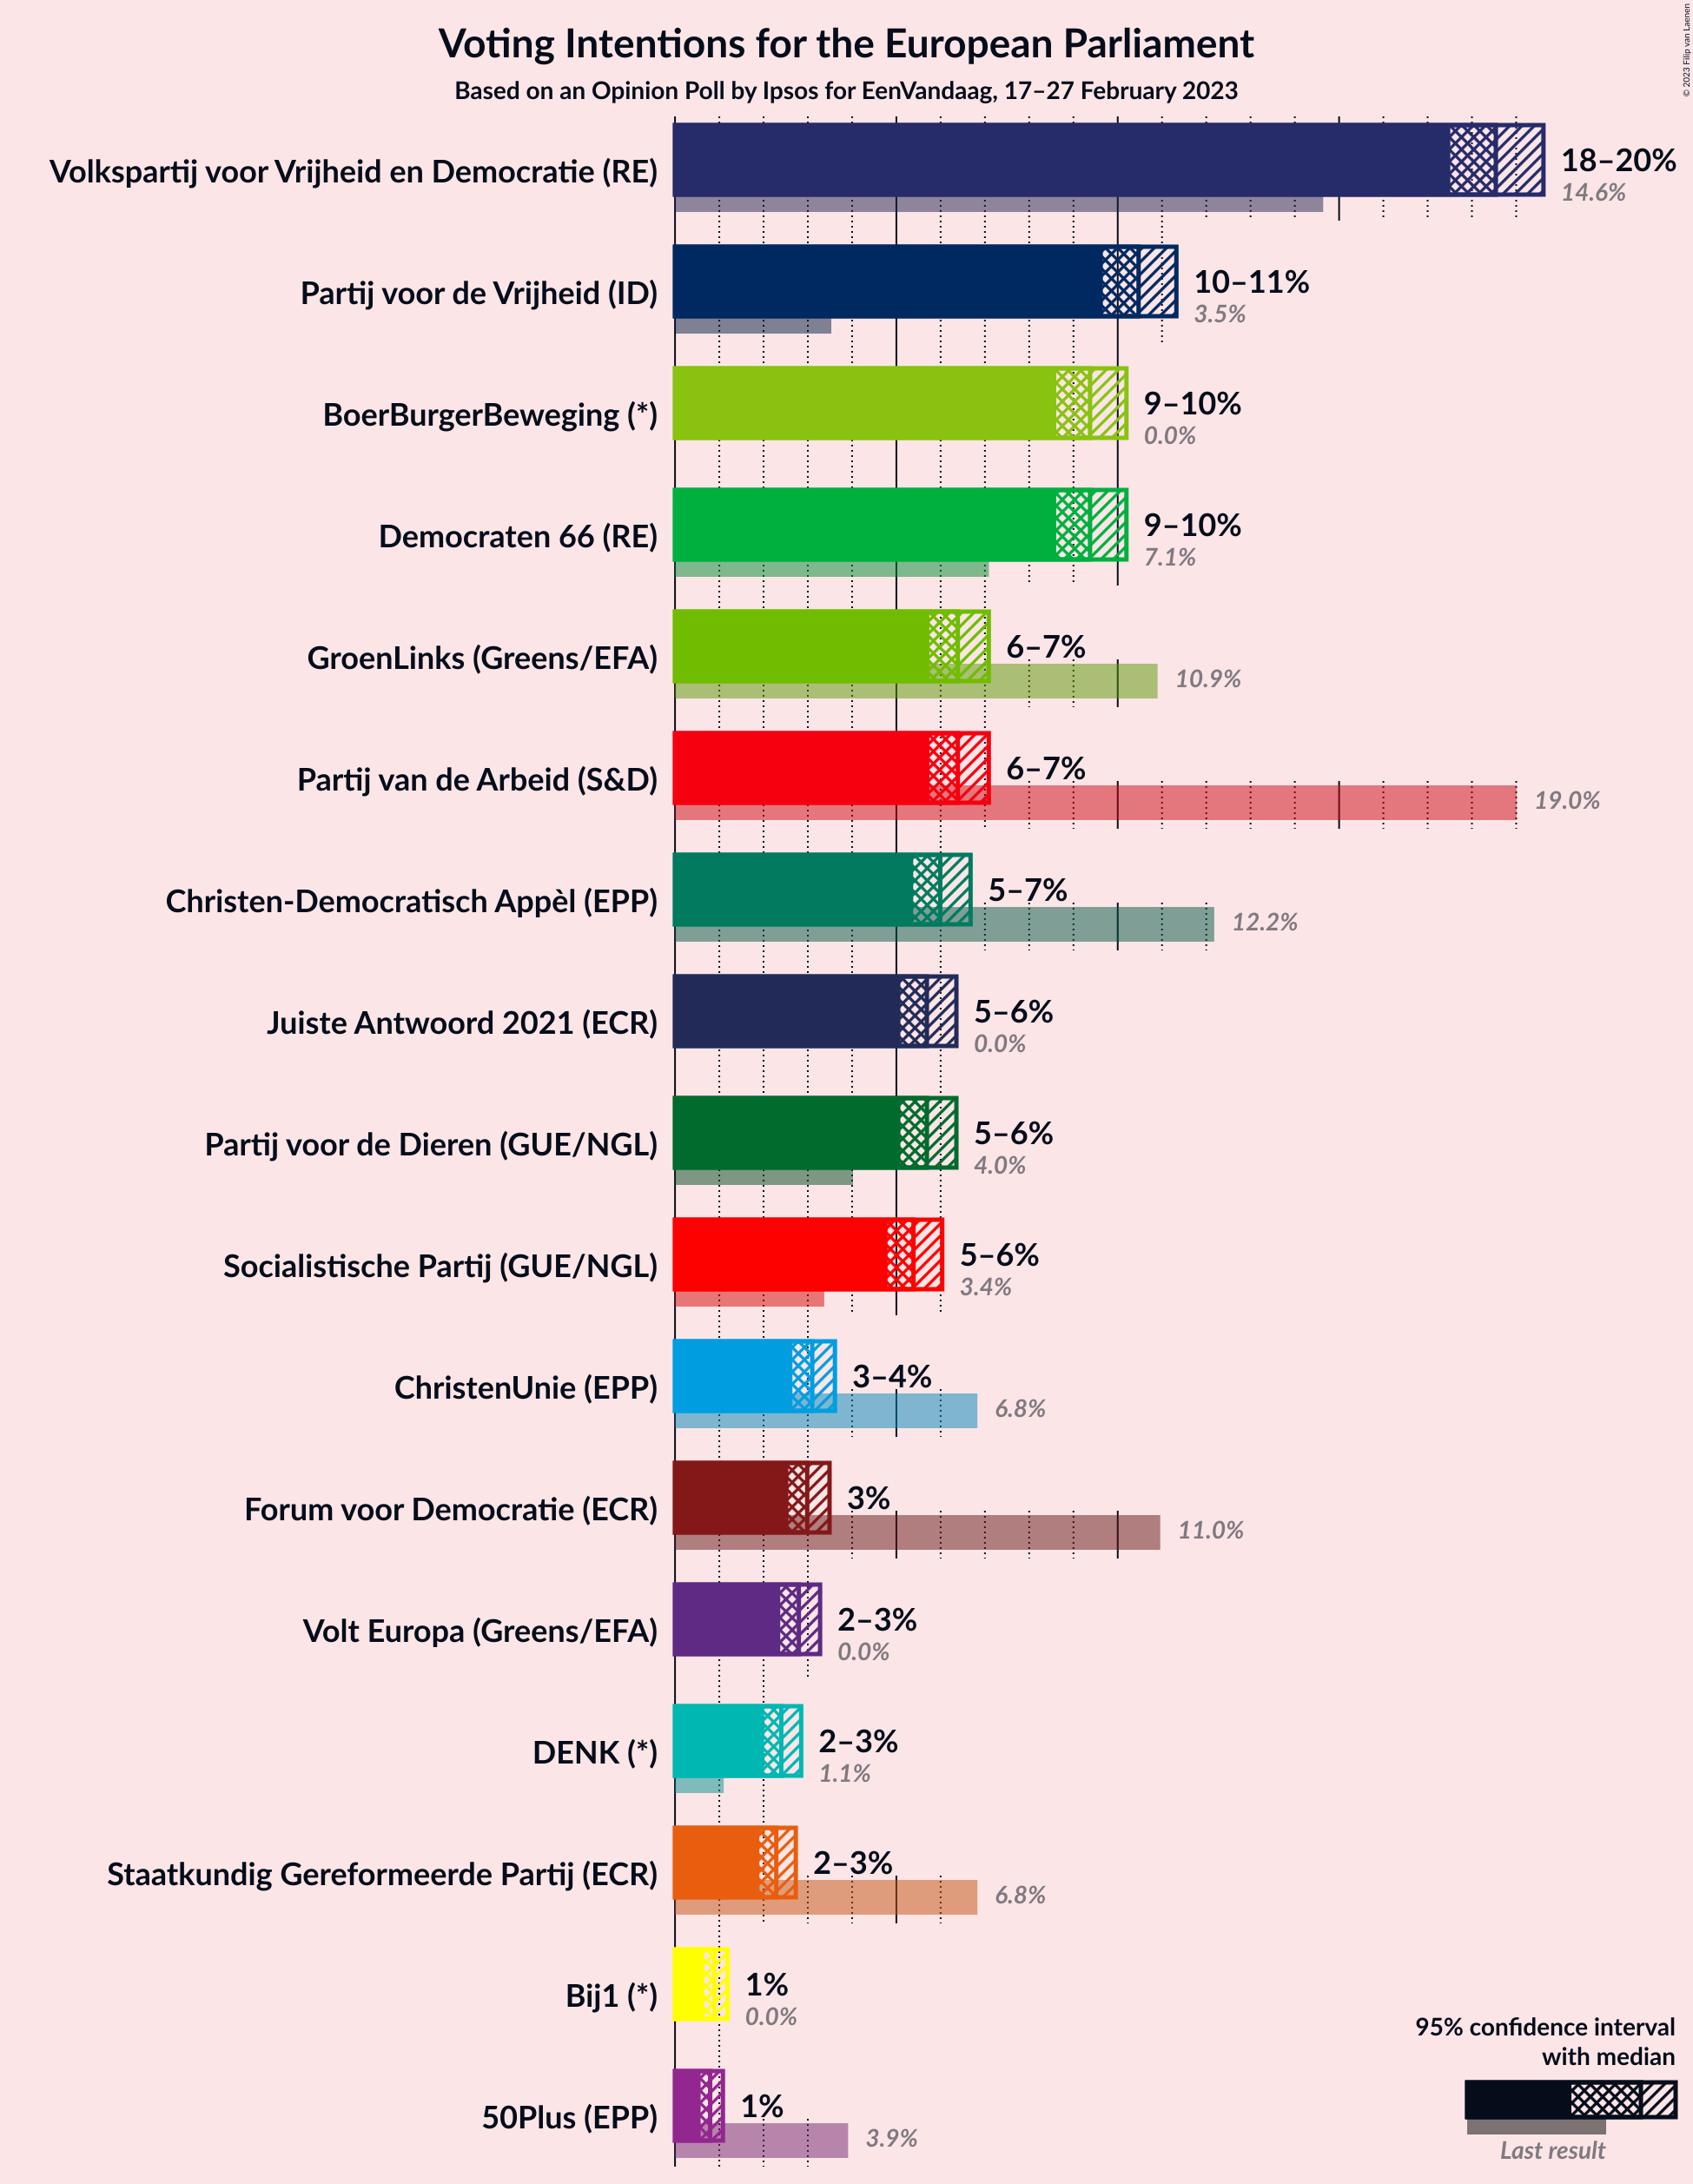 © 2023 Filip van Laenen
Voting Intentions for the European Parliament
Based on an Opinion Poll by Ipsos for EenVandaag, 17–27 February 2023
Volkspartij voor Vrijheid en Democratie (RE)
18–20%
14.6%
Partij voor de Vrijheid (ID)
10–11%
3.5%
BoerBurgerBeweging (*)
9–10%
0.0%
Democraten 66 (RE)
9–10%
7.1%
GroenLinks (Greens/EFA)
6–7%
10.9%
Partij van de Arbeid (S&D)
6–7%
19.0%
Christen-Democratisch Appèl (EPP)
5–7%
12.2%
Juiste Antwoord 2021 (ECR)
5–6%
0.0%
Partij voor de Dieren (GUE/NGL)
5–6%
4.0%
Socialistische Partij (GUE/NGL)
5–6%
3.4%
ChristenUnie (EPP)
3–4%
6.8%
Forum voor Democratie (ECR)
3%
11.0%
Volt Europa (Greens/EFA)
2–3%
0.0%
DENK (*)
2–3%
1.1%
Staatkundig Gereformeerde Partij (ECR)
2–3%
6.8%
Bij1 (*)
1%
0.0%
50Plus (EPP)
1%
3.9%
95% confidence interval
with median
Last result